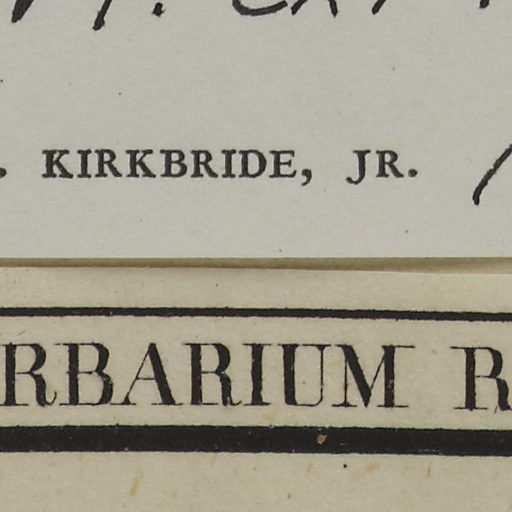 . KIRKBRIDE, JR.
RBARIUM R